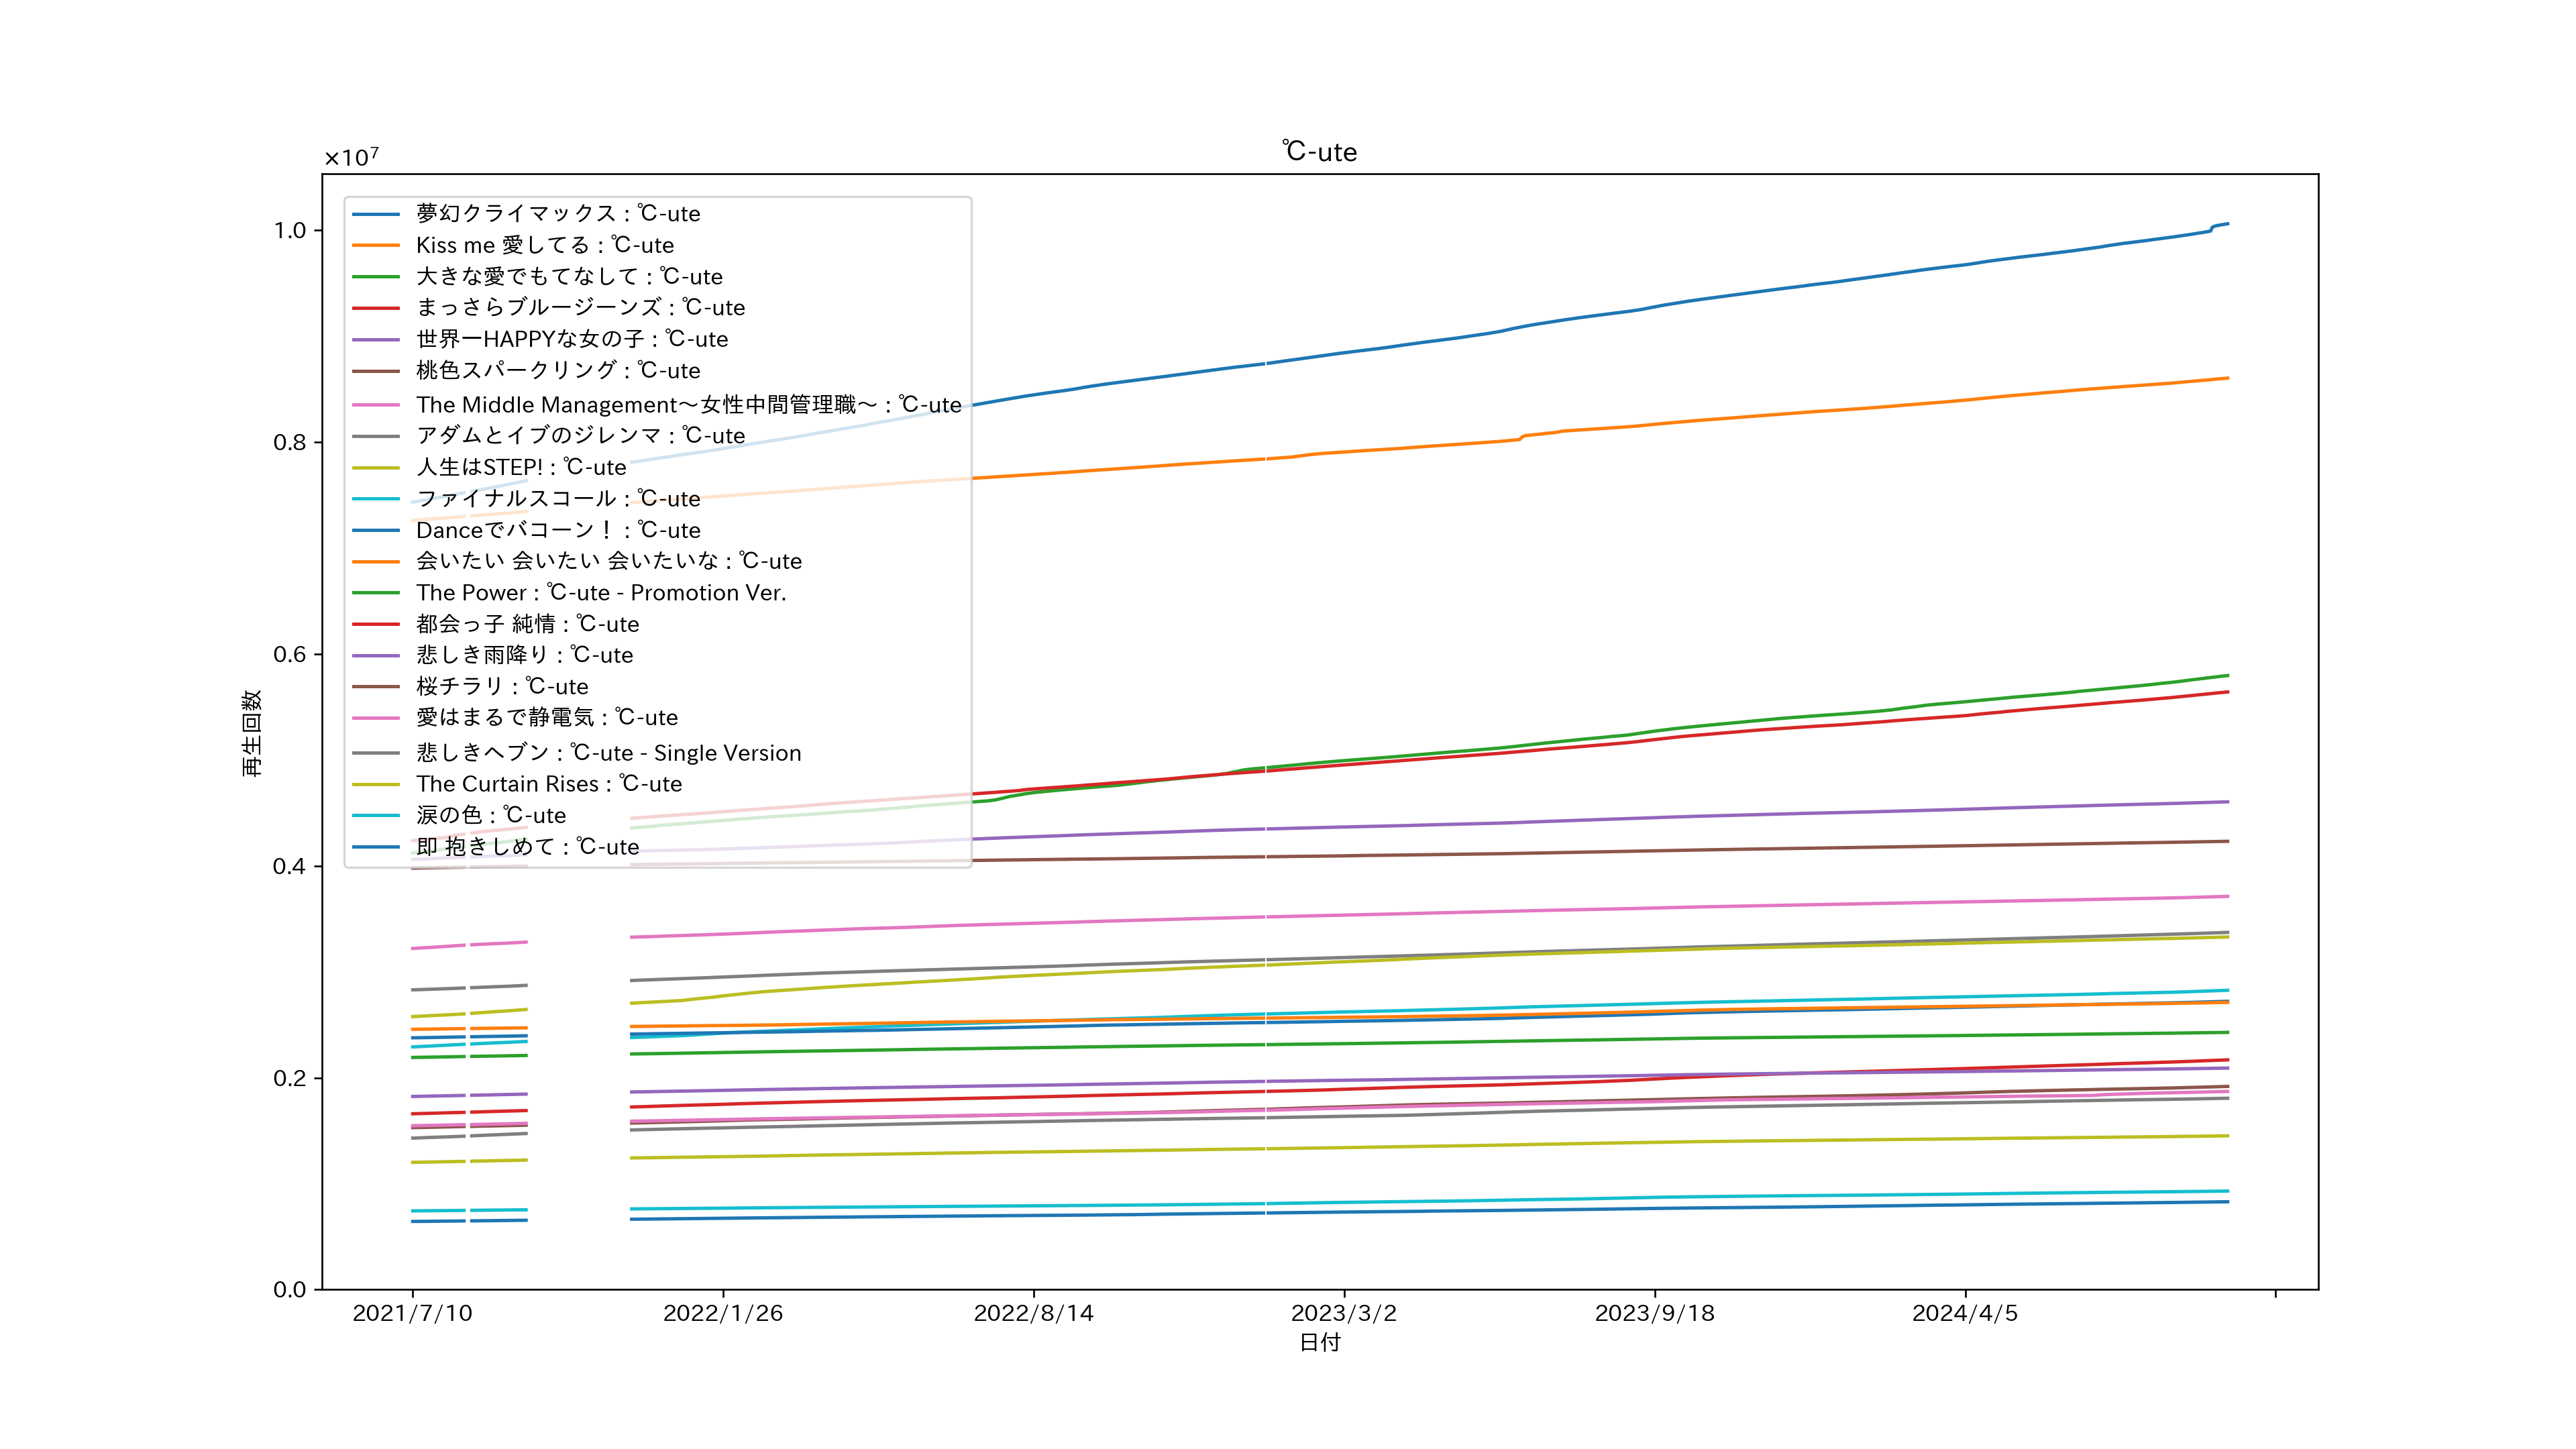 ℃-ute
×10⁷
1.0
0.8
0.6
0.4
0.2
0.0
再生回数
夢幻クライマックス : ℃-ute
Kiss me 愛してる : ℃-ute
大きな愛でもてなして : ℃-ute
まっさらブルージーンズ : ℃-ute
世界一HAPPYな女の子 : ℃-ute
桃色スパークリング : ℃-ute
The Middle Management〜女性中間管理職〜 : ℃-ute
アダムとイブのジレンマ : ℃-ute
人生はSTEP! : ℃-ute
ファイナルスコール : ℃-ute
Danceでバコーン！ : ℃-ute
会いたい 会いたい 会いたいな : ℃-ute
The Power : ℃-ute - Promotion Ver.
都会っ子 純情 : ℃-ute
悲しき雨降り : ℃-ute
桜チラリ : ℃-ute
愛はまるで静電気 : ℃-ute
悲しきヘブン : ℃-ute - Single Version
The Curtain Rises : ℃-ute
涙の色 : ℃-ute
即 抱きしめて : ℃-ute
2021/7/10
2022/1/26
2022/8/14
2023/3/2
2023/9/18
2024/4/5
日付